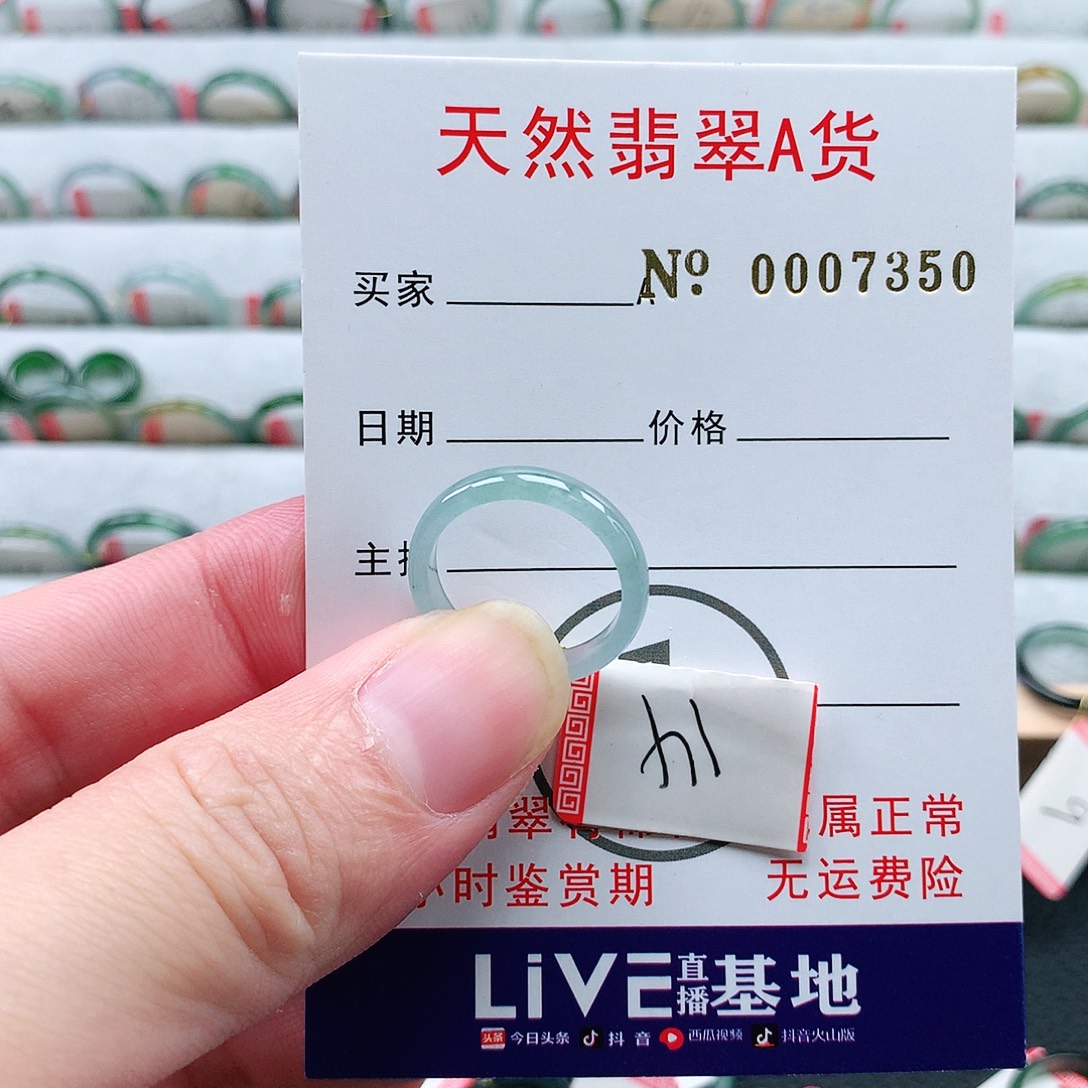 天然翡翠A货
买家 Nº 0007350
日期 价格
主
翠 属正常
小时鉴赏期 无运费险
LiVE直播基地
头条 今日头条 抖音 西瓜视频 抖音火山版